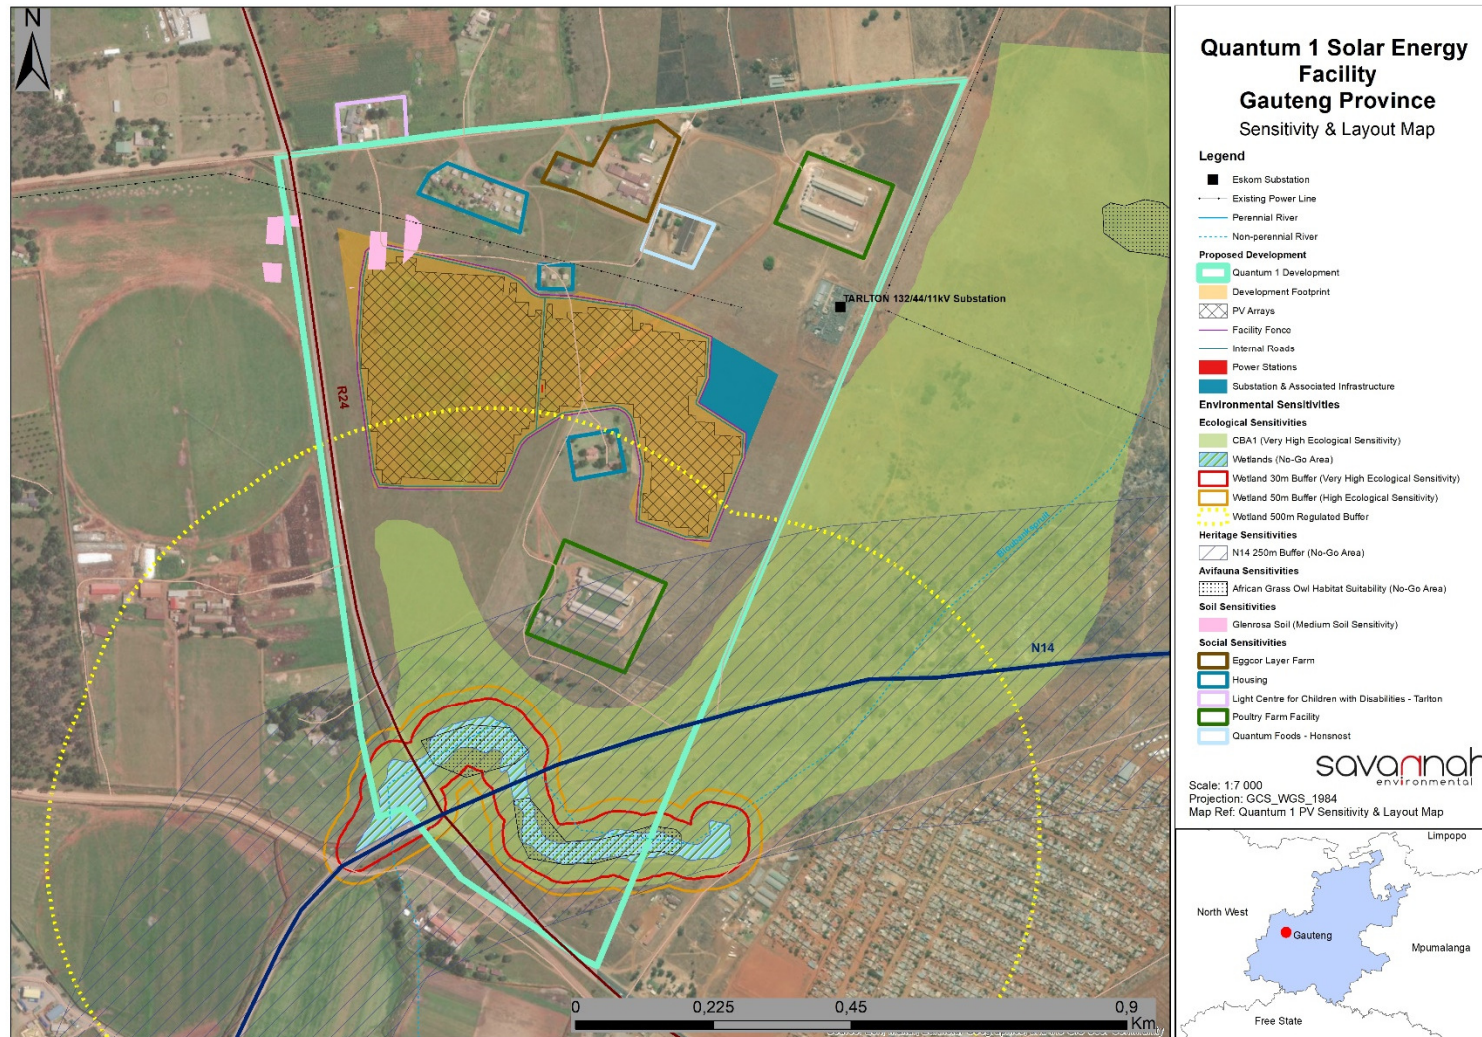 N
R24
TARLTON 132/44/11kV Substation
Blaubankspruit
N14
0 0,225 0,45 0,9
Km
Quantum 1 Solar Energy
Facility
Gauteng Province
Sensitivity & Layout Map
Legend
Eskom Substation
Existing Power Line
Perennial River
Non-perennial River
Proposed Development
Quantum 1 Development
Development Footprint
PV Arrays
Facility Fence
Internal Roads
Power Stations
Substation & Associated Infrastructure
Environmental Sensitivities
Ecological Sensitivities
CBA1 (Very High Ecological Sensitivity)
Wetlands (No-Go Area)
Wetland 30m Buffer (Very High Ecological Sensitivity)
Wetland 50m Buffer (High Ecological Sensitivity)
Wetland 500m Regulated Buffer
Heritage Sensitivities
N14 250m Buffer (No-Go Area)
Avifauna Sensitivities
African Grass Owl Habitat Suitability (No-Go Area)
Soil Sensitivities
Glenrosa Soil (Medium Soil Sensitivity)
Social Sensitivities
Eggcor Layer Farm
Housing
Light Centre for Children with Disabilities - Tarlton
Poultry Farm Facility
Quantum Foods - Honsnost
savannah
environmental
Scale: 1:7 000
Projection: GCS_WGS_1984
Map Ref: Quantum 1 PV Sensitivity & Layout Map
Limpopo
North West
Gauteng
Mpumalanga
Free State